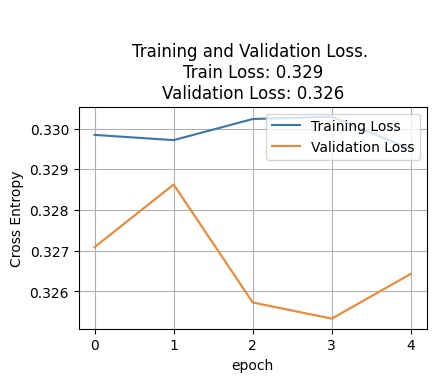 Training and Validation Loss.
Train Loss: 0.329
Validation Loss: 0.326
Training Loss
Validation Loss
0.330
0.329
0.328
0.327
0.326
Cross Entropy
0 1 2 3 4
epoch